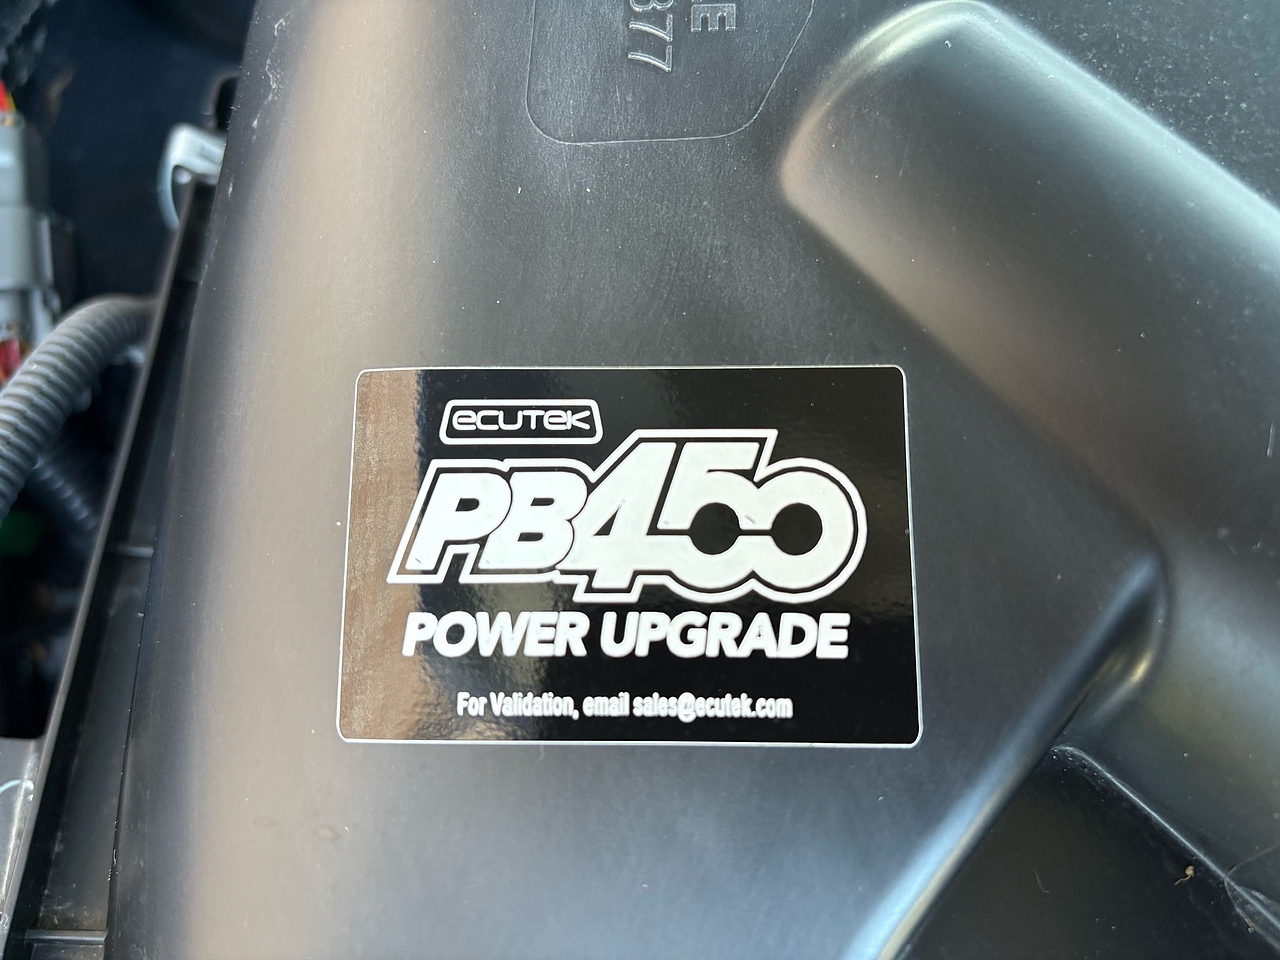 ecutek
PB450
POWER UPGRADE
For Validation, email sales@ecutek.com